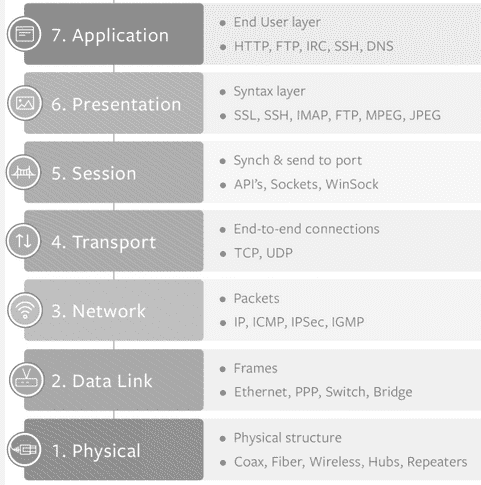 7. Application
End User layer
HTTP, FTP, IRC, SSH, DNS
6. Presentation
Syntax layer
SSL, SSH, IMAP, FTP, MPEG, JPEG
5. Session
Synch & send to port
API's, Sockets, WinSock
4. Transport
End-to-end connections
TCP, UDP
3. Network
Packets
IP, ICMP, IPSec, IGMP
2. Data Link
Frames
Ethernet, PPP, Switch, Bridge
1. Physical
Physical structure
Coax, Fiber, Wireless, Hubs, Repeaters